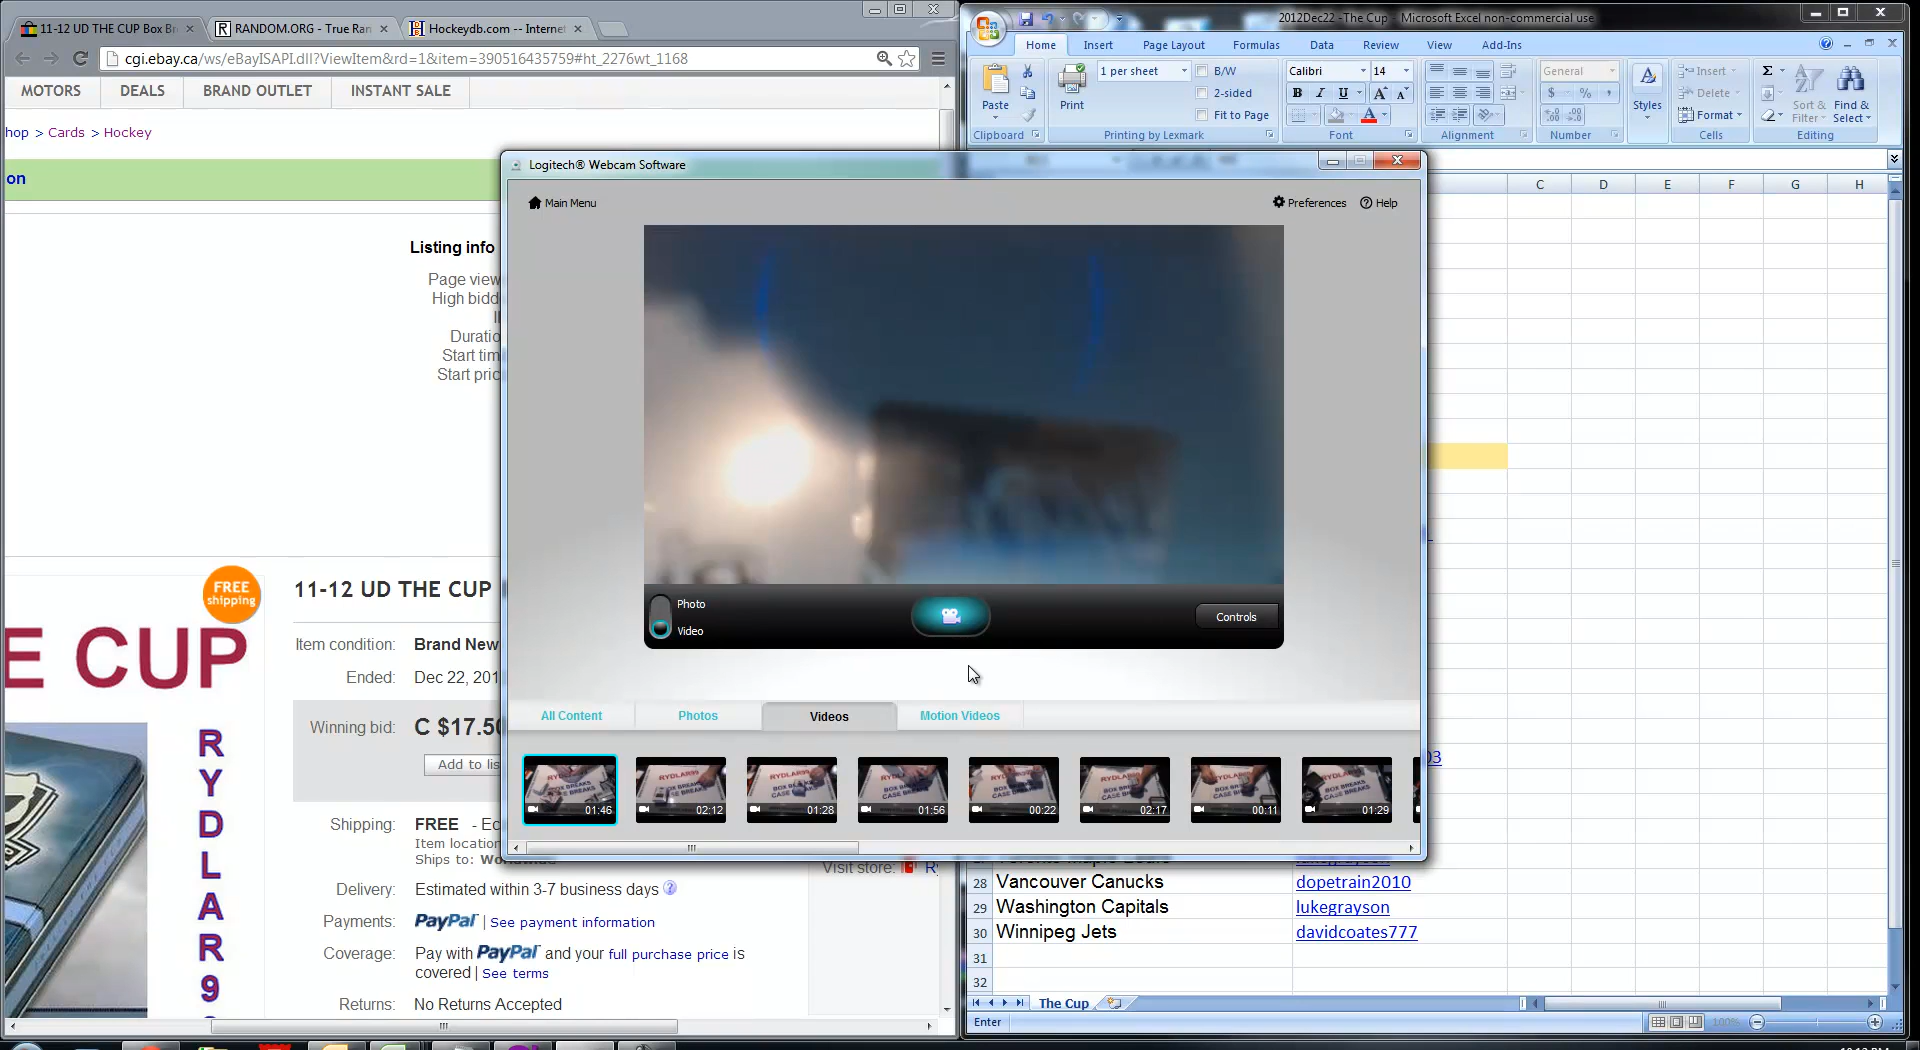 11-12 UD THE CUP Box Br
RANDOM.ORG - True Ran
Hockeydb.com -- Internet
cgi.ebay.ca/ws/eBayISAPI.dll?ViewItem&rd=1&item=390516435759#ht_2276wt_1168
MOTORS DEALS BRAND OUTLET INSTANT SALE
hop > Cards > Hockey
on
Listing info
Page view
High bidd
Duratio
Start tim
Start pric
FREE
shipping
E CUP
R
Y
D
L
A
R
9
11-12 UD THE CUP
Item condition: Brand New
Ended: Dec 22, 201
Winning bid: C $17.50
Add to lis
Shipping: FREE - Ec
Item locatio
Ships to: Worldwide
Delivery: Estimated within 3-7 business days
Payments: PayPal | See payment information
Coverage: Pay with PayPal and your full purchase price is
covered | See terms
Returns: No Returns Accepted
Visit store: Ry
Logitech® Webcam Software
Main Menu
Preferences
Help
Photo
Video
Controls
All Content
Photos
Videos
Motion Videos
01:46
02:12
01:28
01:56
00:22
02:17
00:11
01:29
2012Dec22 -The Cup - Microsoft Excel non-commercial use
Home Insert Page Layout Formulas Data Review View Add-Ins
Paste
Clipboard
Print
1 per sheet
B/W
2-sided
Fit to Page
Printing by Lexmark
Calibri 14
B I U
Font
Alignment
General
$ % ,
Number
Styles
Insert
Delete
Format
Cells
Sort &
Filter
Find &
Select
Editing
C D E F G H
03
28 Vancouver Canucks dopetrain2010
29 Washington Capitals lukegrayson
30 Winnipeg Jets davidcoates777
31
32
The Cup
Enter
100%